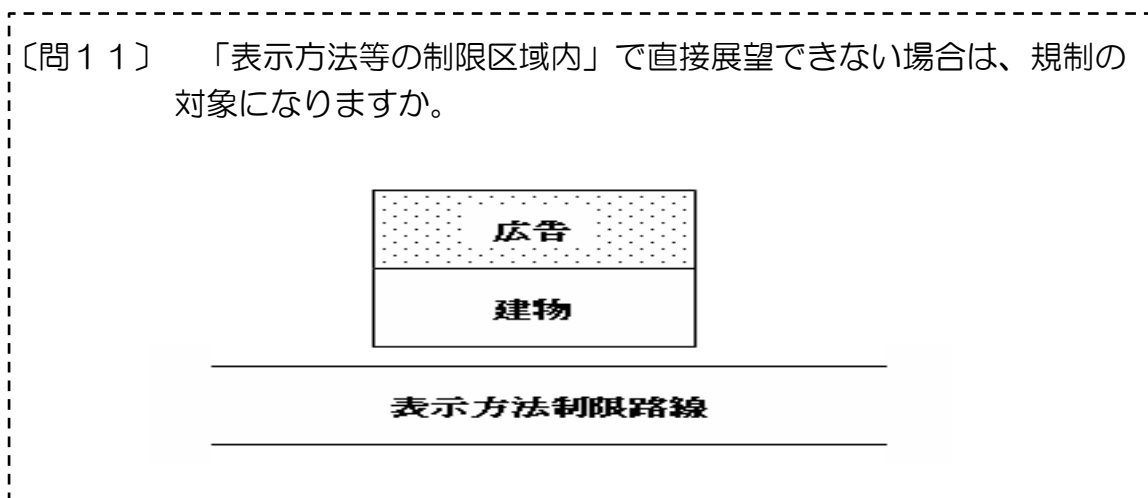 〔問11〕 「表示方法等の制限区域内」で直接展望できない場合は、規制の
対象になりますか。
広告
建物
表示方法制限路線